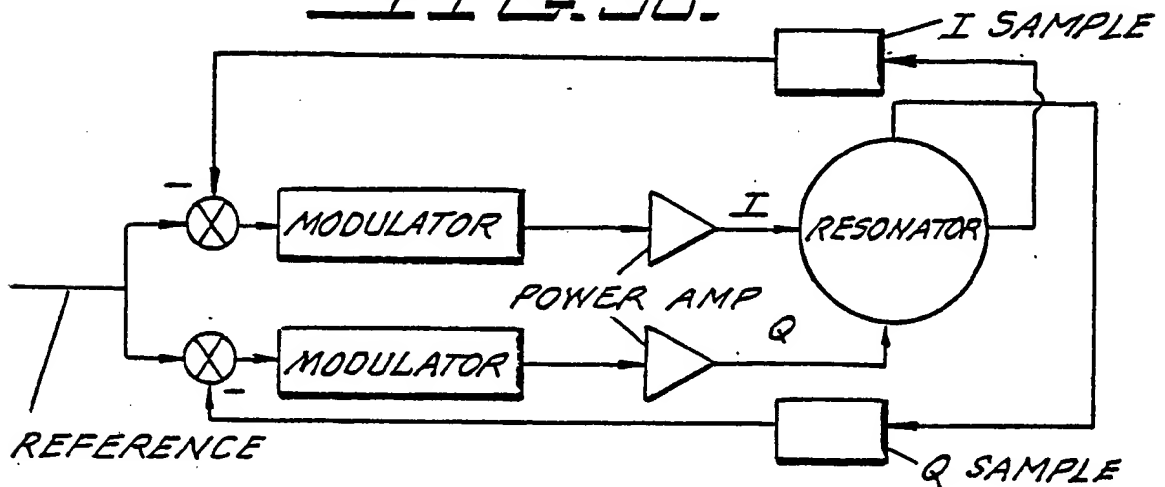 I SAMPLE
-
MODULATOR
I
RESONATOR
POWER AMP
Q
MODULATOR
-
REFERENCE
Q SAMPLE